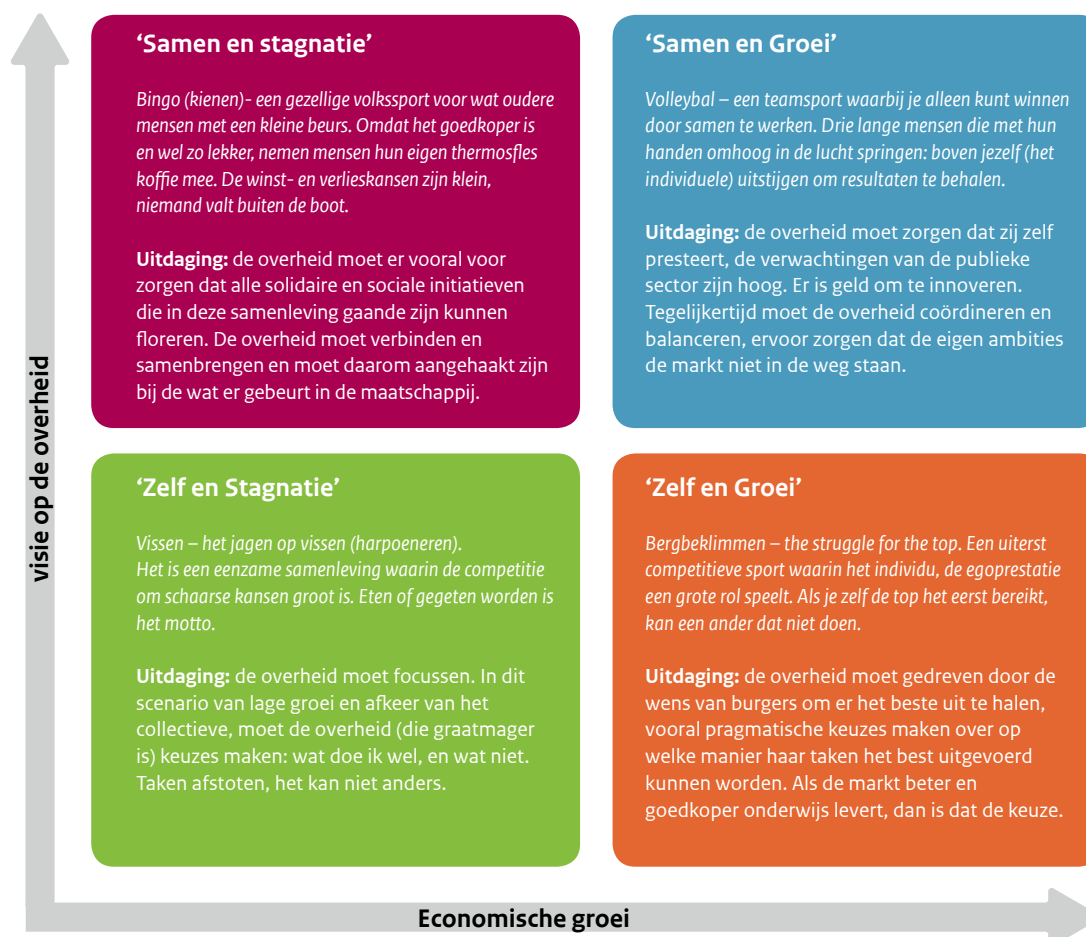 ‘Samen en stagnatie’
Bingo (kienen)- een gezellige volkssport voor wat oudere
mensen met een kleine beurs. Omdat het goedkoper is
en wel zo lekker, nemen mensen hun eigen thermosfles
koffie mee. De winst- en verlieskansen zijn klein,
niemand valt buiten de boot.
Uitdaging: de overheid moet er vooral voor
zorgen dat alle solidaire en sociale initiatieven
die in deze samenleving gaande zijn kunnen
floreren. De overheid moet verbinden en
samenbrengen en moet daarom aangehaakt zijn
bij de wat er gebeurt in de maatschappij.
‘Samen en Groei’
Volleybal – een teamsport waarbij je alleen kunt winnen
door samen te werken. Drie lange mensen die met hun
handen omhoog in de lucht springen: boven jezelf (het
individuele) uitstijgen om resultaten te behalen.
Uitdaging: de overheid moet zorgen dat zij zelf
presteert, de verwachtingen van de publieke
sector zijn hoog. Er is geld om te innoveren.
Tegelijkertijd moet de overheid coördineren en
balanceren, ervoor zorgen dat de eigen ambities
de markt niet in de weg staan.
visie op de overheid
‘Zelf en Stagnatie’
Vissen – het jagen op vissen (harpoeneren).
Het is een eenzame samenleving waarin de competitie
om schaarse kansen groot is. Eten of gegeten worden is
het motto.
Uitdaging: de overheid moet focussen. In dit
scenario van lage groei en afkeer van het
collectieve, moet de overheid (die graatmager
is) keuzes maken: wat doe ik wel, en wat niet.
Taken afstoten, het kan niet anders.
‘Zelf en Groei’
Bergbeklimmen – the struggle for the top. Een uiterst
competitieve sport waarin het individu, de egoprestatie
een grote rol speelt. Als je zelf de top het eerst bereikt,
kan een ander dat niet doen.
Uitdaging: de overheid moet gedreven door de
wens van burgers om er het beste uit te halen,
vooral pragmatische keuzes maken over op
welke manier haar taken het best uitgevoerd
kunnen worden. Als de markt beter en
goedkoper onderwijs levert, dan is dat de keuze.
Economische groei